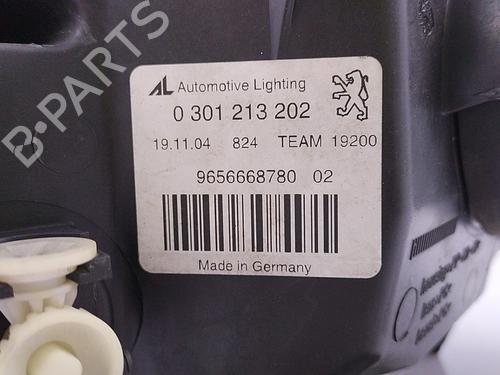 B-PARTS
AL Automotive Lighting
0 301 213 202
19.11.04 824 TEAM 19200
9656668780 02
Made in Germany